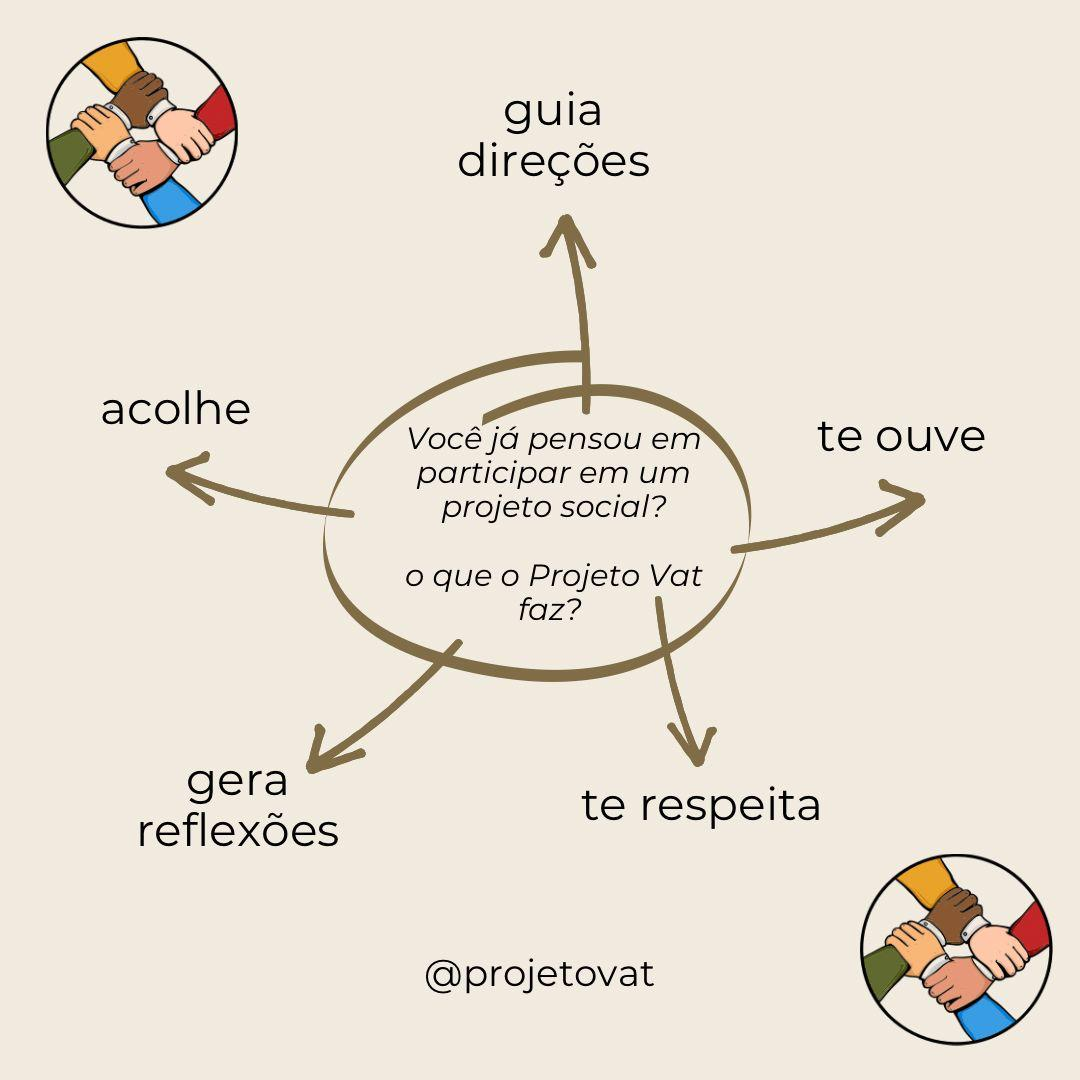 guia
direções
acolhe
te ouve
Você já pensou em
participar em um
projeto social?
o que o Projeto Vat
faz?
gera
reflexões
te respeita
@projetovat